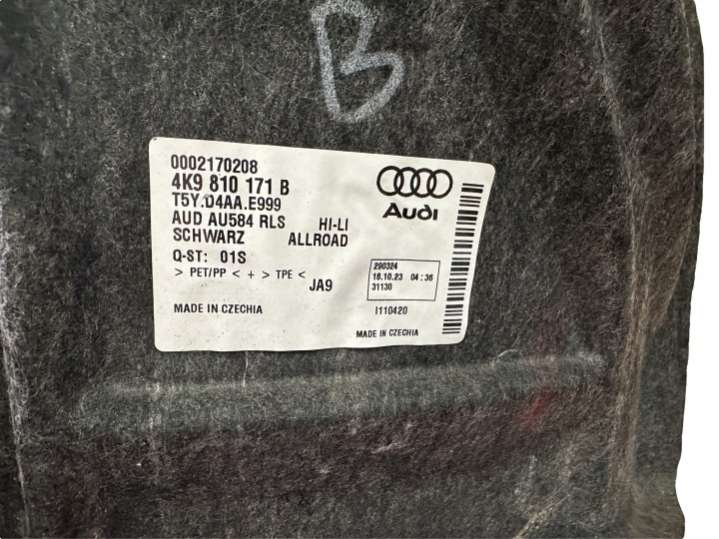 B
0002170208
4K9 810 171 B
T5Y.D4AA.E999
AUD AU584 RLS HI-LI
SCHWARZ ALLROAD
Q-ST: 01S
> PET/PP < + > TPE <
JA9
MADE IN CZECHIA
Audi
290324
18.10.23 04:36
31130
I110420
MADE IN CZECHIA